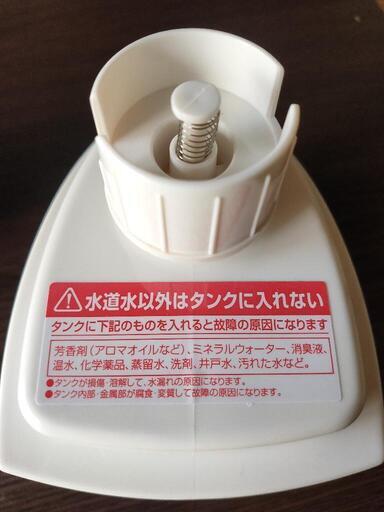 水道水以外はタンクに入れない
タンクに下記のものを入れると故障の原因になります
芳香剤(アロマオイルなど)、ミネラルウォーター、消臭液、
温水、化学薬品、蒸留水、洗剤、井戸水、汚れた水など。
●タンクが損傷・溶解して、水漏れの原因になります。
●タンク内部・金属部が腐食・変質して故障の原因になります。